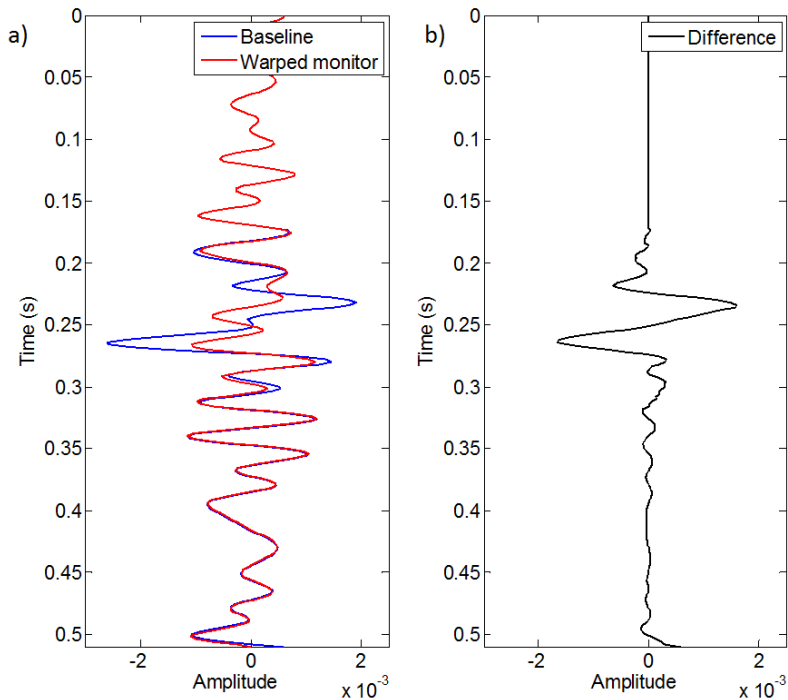 a)
Baseline
Warped monitor
Time (s)
0
0.05
0.1
0.15
0.2
0.25
0.3
0.35
0.4
0.45
0.5
-2
0
2
Amplitude
x 10⁻³
b)
Difference
Time (s)
0
0.05
0.1
0.15
0.2
0.25
0.3
0.35
0.4
0.45
0.5
-2
0
2
Amplitude
x 10⁻³